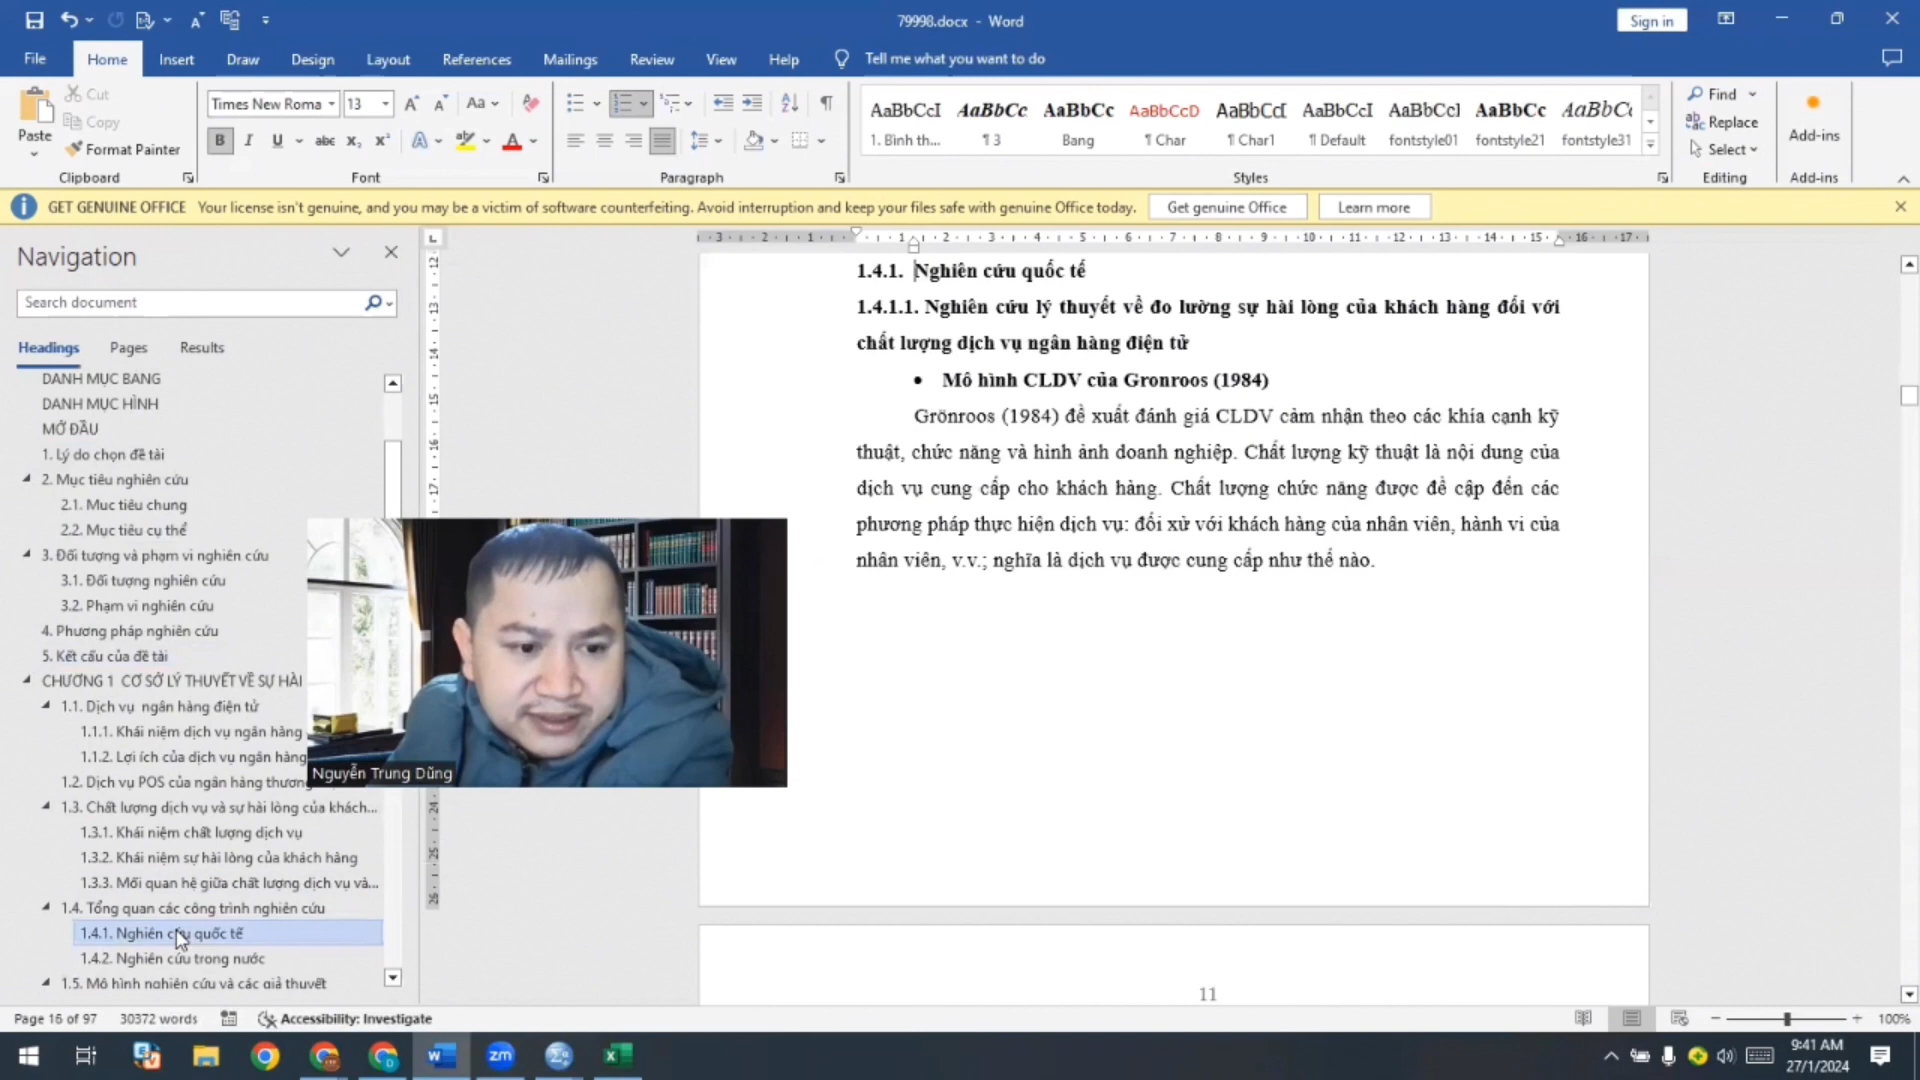 79998.docx - Word
Sign in
File Home Insert Draw Design Layout References Mailings Review View Help Tell me what you want to do
Paste
Cut
Copy
Format Painter
Clipboard
Times New Roma 13
Aa
B I U abc x₂ x² A A
Font
Paragraph
AaBbCcI AaBbCc AaBbCc AaBbCcD AaBbCcD AaBbCcI AaBbCcI AaBbCc AaBbCc
1. Bình th... ¶ 3 Bang ¶ Char ¶ Char1 ¶ Default fontstyle01 fontstyle21 fontstyle31
Styles
Find
Replace
Select
Editing
Add-ins
Add-ins
GET GENUINE OFFICE Your license isn't genuine, and you may be a victim of software counterfeiting. Avoid interruption and keep your files safe with genuine Office today. Get genuine Office Learn more
Navigation
Search document
Headings Pages Results
DANH MỤC BANG
DANH MỤC HÌNH
MỞ ĐẦU
1. Lý do chọn đề tài
2. Mục tiêu nghiên cứu
2.1. Muc tiêu chung
2.2. Mục tiêu cụ thể
3. Đối tượng và phạm vi nghiên cứu
3.1. Đối tượng nghiên cứu
3.2. Phạm vi nghiên cứu
4. Phương pháp nghiên cứu
5. Kết cấu của đề tài
CHƯƠNG 1 CƠ SỞ LÝ THUYẾT VỀ SỰ HÀI
1.1. Dịch vụ ngân hàng điện tử
1.1.1. Khái niệm dịch vụ ngân hàng
1.1.2. Lợi ích của dịch vụ ngân hàng
1.2. Dịch vụ POS của ngân hàng thương
1.3. Chất lượng dịch vụ và sự hài lòng của khách...
1.3.1. Khái niệm chất lượng dịch vụ
1.3.2. Khái niệm sự hài lòng của khách hàng
1.3.3. Mối quan hệ giữa chất lượng dịch vụ và...
1.4. Tổng quan các công trình nghiên cứu
1.4.1. Nghiên cứu quốc tế
1.4.2. Nghiên cứu trong nước
1.5. Mô hình nghiên cứu và các giả thuyết
1.4.1. Nghiên cứu quốc tế
1.4.1.1. Nghiên cứu lý thuyết về đo lường sự hài lòng của khách hàng đối với
chất lượng dịch vụ ngân hàng điện tử
• Mô hình CLDV của Gronroos (1984)
Grönroos (1984) đề xuất đánh giá CLDV cảm nhận theo các khía cạnh kỹ
thuật, chức năng và hình ảnh doanh nghiệp. Chất lượng kỹ thuật là nội dung của
dịch vụ cung cấp cho khách hàng. Chất lượng chức năng được đề cập đến các
phương pháp thực hiện dịch vụ: đối xử với khách hàng của nhân viên, hành vi của
nhân viên, v.v.; nghĩa là dịch vụ được cung cấp như thế nào.
11
Nguyễn Trung Dũng
Page 16 of 97 30372 words Accessibility: Investigate
100%
9:41 AM
27/1/2024